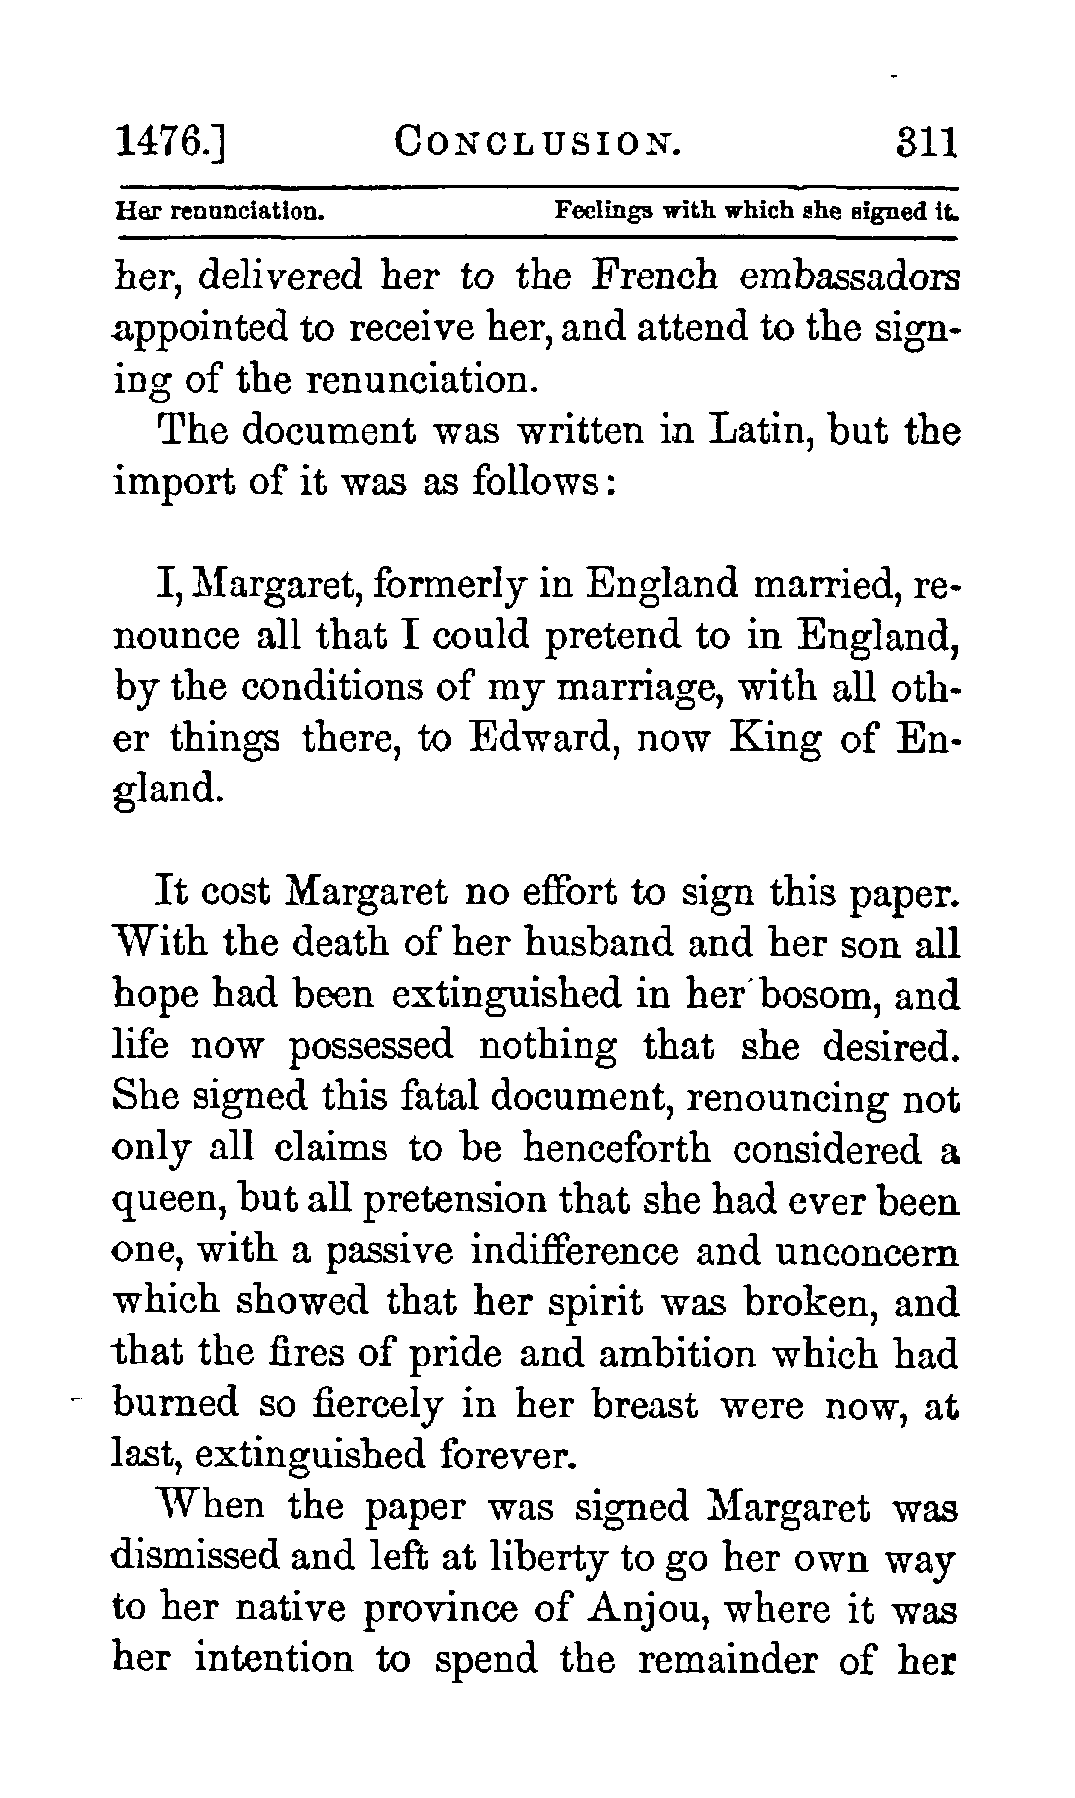 1476.] CONCLUSION. 311
Her renunciation. Feelings with which she signed it.
her, delivered her to the French embassadors
appointed to receive her, and attend to the sign-
ing of the renunciation.
The document was written in Latin, but the
import of it was as follows:
I, Margaret, formerly in England married, re-
nounce all that I could pretend to in England,
by the conditions of my marriage, with all oth-
er things there, to Edward, now King of En-
gland.
It cost Margaret no effort to sign this paper.
With the death of her husband and her son all
hope had been extinguished in her bosom, and
life now possessed nothing that she desired.
She signed this fatal document, renouncing not
only all claims to be henceforth considered a
queen, but all pretension that she had ever been
one, with a passive indifference and unconcern
which showed that her spirit was broken, and
that the fires of pride and ambition which had
burned so fiercely in her breast were now, at
last, extinguished forever.
When the paper was signed Margaret was
dismissed and left at liberty to go her own way
to her native province of Anjou, where it was
her intention to spend the remainder of her